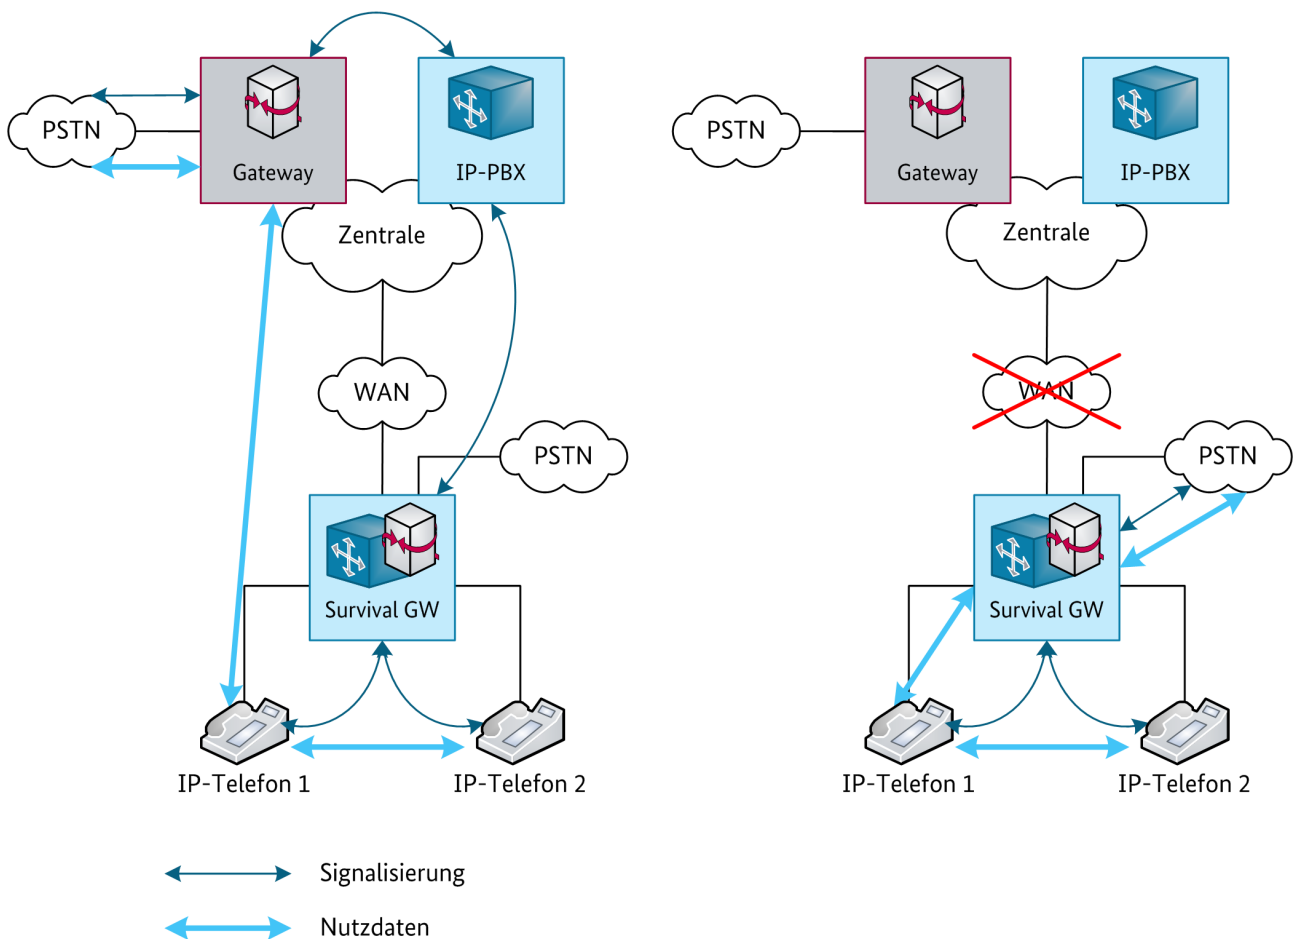 PSTN
Gateway
IP-PBX
Zentrale
WAN
PSTN
Survival GW
IP-Telefon 1
IP-Telefon 2
PSTN
Gateway
IP-PBX
Zentrale
WAN
PSTN
Survival GW
IP-Telefon 1
IP-Telefon 2
Signalisierung
Nutzdaten